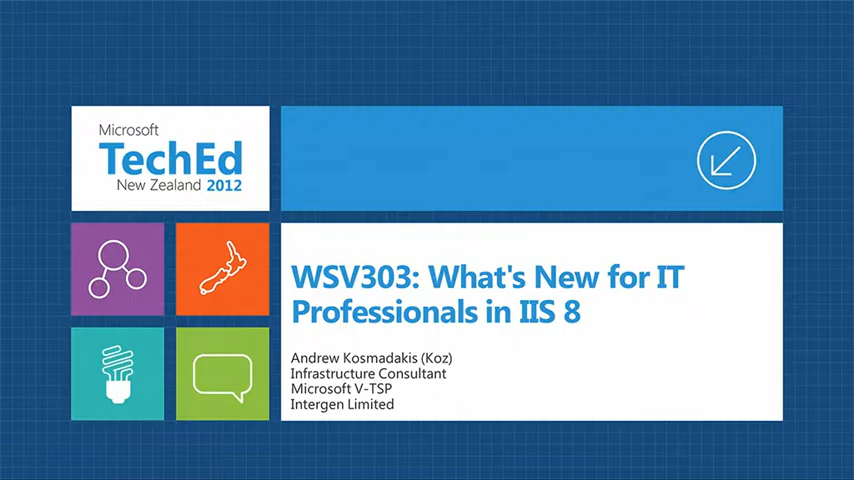 Microsoft
TechEd
New Zealand 2012
WSV303: What's New for IT
Professionals in IIS 8
Andrew Kosmadakis (Koz)
Infrastructure Consultant
Microsoft V-TSP
Intergen Limited